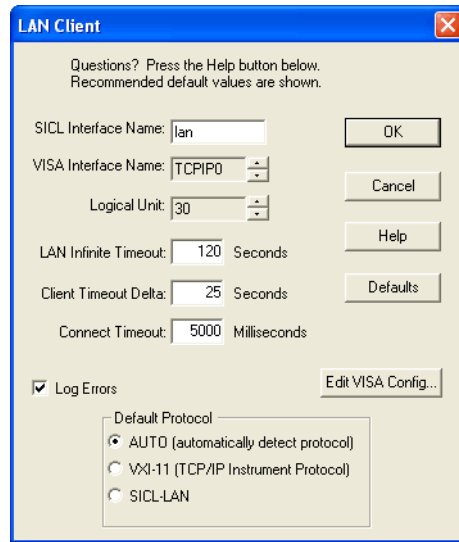 LAN Client
Questions? Press the Help button below.
Recommended default values are shown.
SICL Interface Name: lan
OK
VISA Interface Name: TCPIP0
Cancel
Logical Unit: 30
Help
LAN Infinite Timeout: 120 Seconds
Client Timeout Delta: 25 Seconds
Defaults
Connect Timeout: 5000 Milliseconds
Log Errors
Edit VISA Config...
Default Protocol
AUTO (automatically detect protocol)
VXI-11 (TCP/IP Instrument Protocol)
SICL-LAN